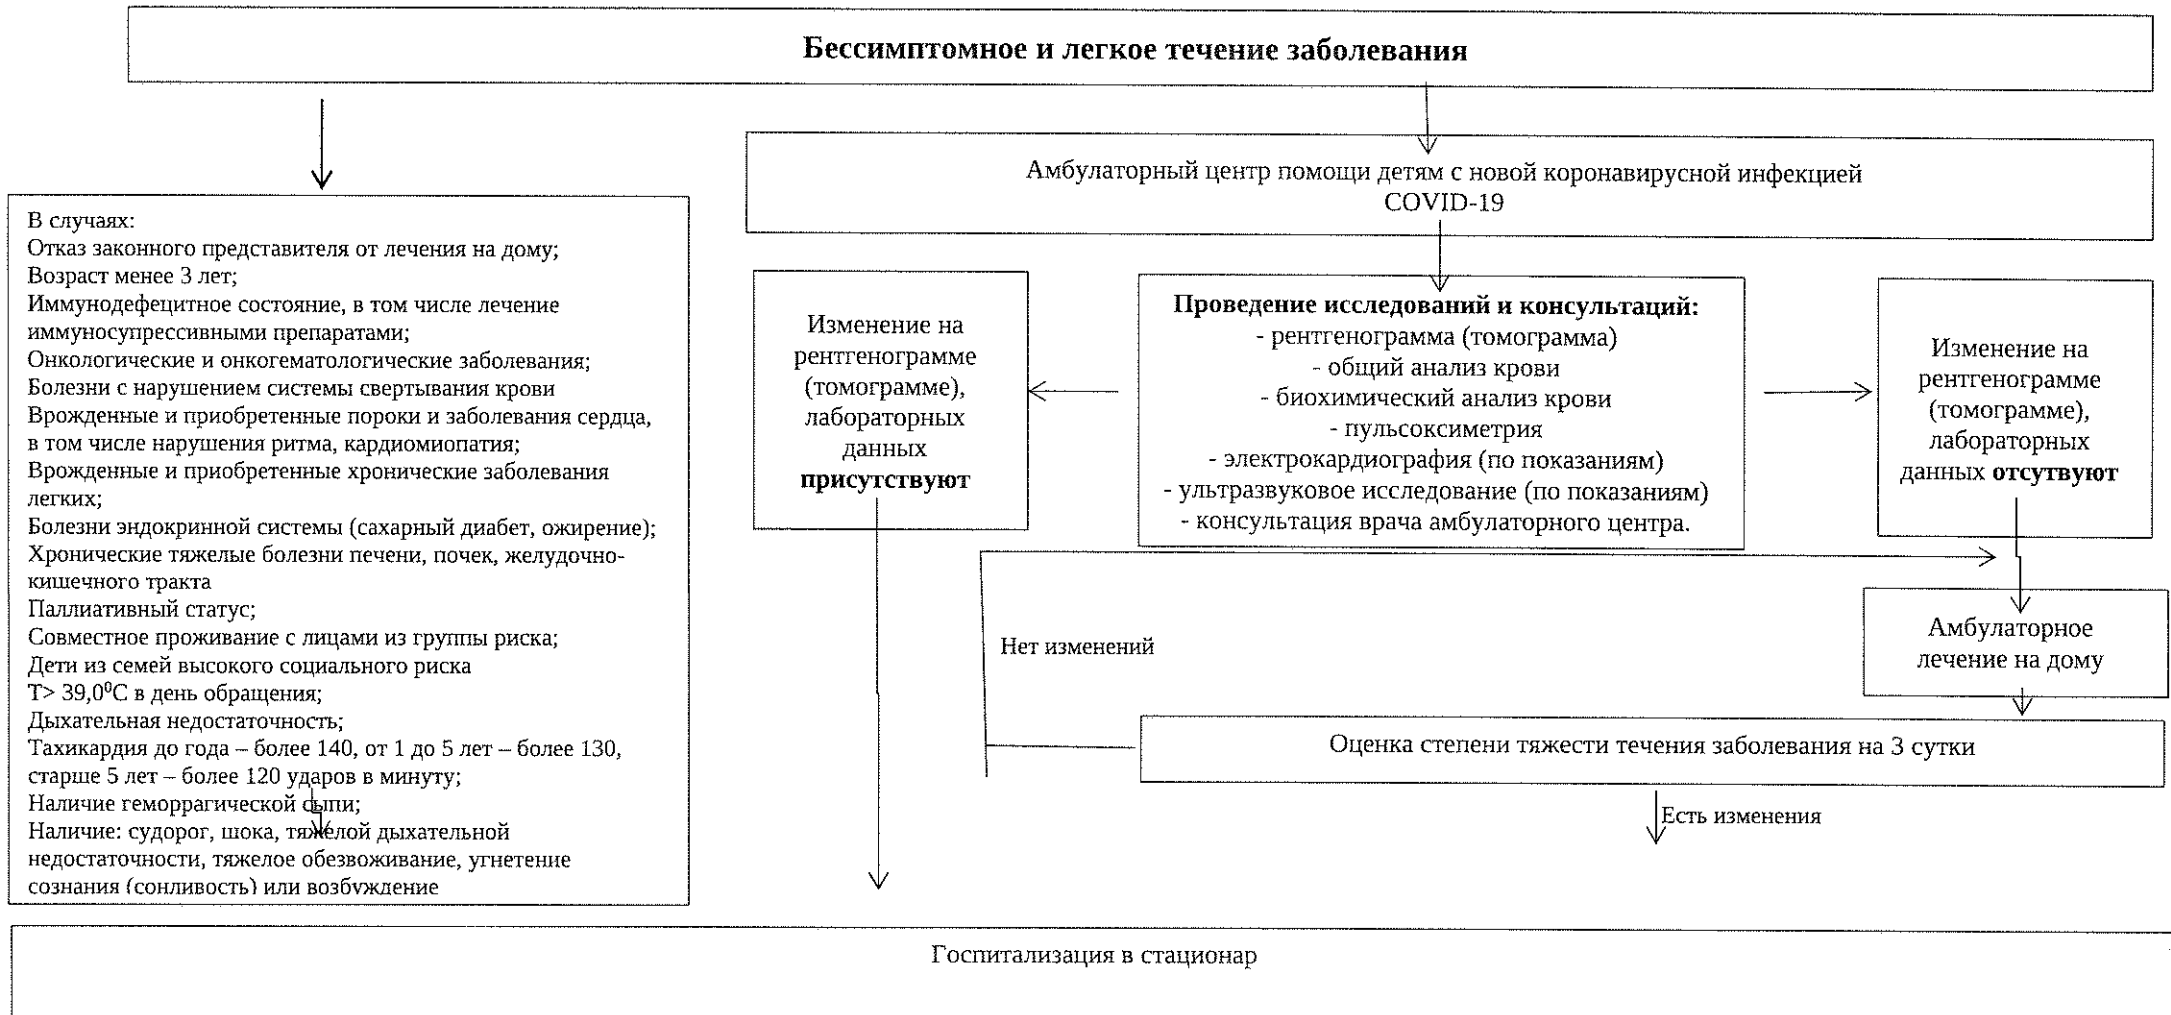 Бессимптомное и легкое течение заболевания
Амбулаторный центр помощи детям с новой коронавирусной инфекцией
COVID-19
В случаях:
Отказ законного представителя от лечения на дому;
Возраст менее 3 лет;
Иммунодефецитное состояние, в том числе лечение
иммуносупрессивными препаратами;
Онкологические и онкогематологические заболевания;
Болезни с нарушением системы свертывания крови
Врожденные и приобретенные пороки и заболевания сердца,
в том числе нарушения ритма, кардиомиопатия;
Врожденные и приобретенные хронические заболевания
легких;
Болезни эндокринной системы (сахарный диабет, ожирение);
Хронические тяжелые болезни печени, почек, желудочно-
кишечного тракта
Паллиативный статус;
Совместное проживание с лицами из группы риска;
Дети из семей высокого социального риска
Т> 39,0⁰С в день обращения;
Дыхательная недостаточность;
Тахикардия до года – более 140, от 1 до 5 лет – более 130,
старше 5 лет – более 120 ударов в минуту;
Наличие геморрагической сыпи;
Наличие: судорог, шока, тяжелой дыхательной
недостаточности, тяжелое обезвоживание, угнетение
сознания (сонливость) или возбуждение
Изменение на
рентгенограмме
(томограмме),
лабораторных
данных
присутствуют
Проведение исследований и консультаций:
- рентгенограмма (томограмма)
- общий анализ крови
- биохимический анализ крови
- пульсоксиметрия
- электрокардиография (по показаниям)
- ультразвуковое исследование (по показаниям)
- консультация врача амбулаторного центра.
Изменение на
рентгенограмме
(томограмме),
лабораторных
данных отсутвуют
Нет изменений
Амбулаторное
лечение на дому
Оценка степени тяжести течения заболевания на 3 сутки
Есть изменения
Госпитализация в стационар